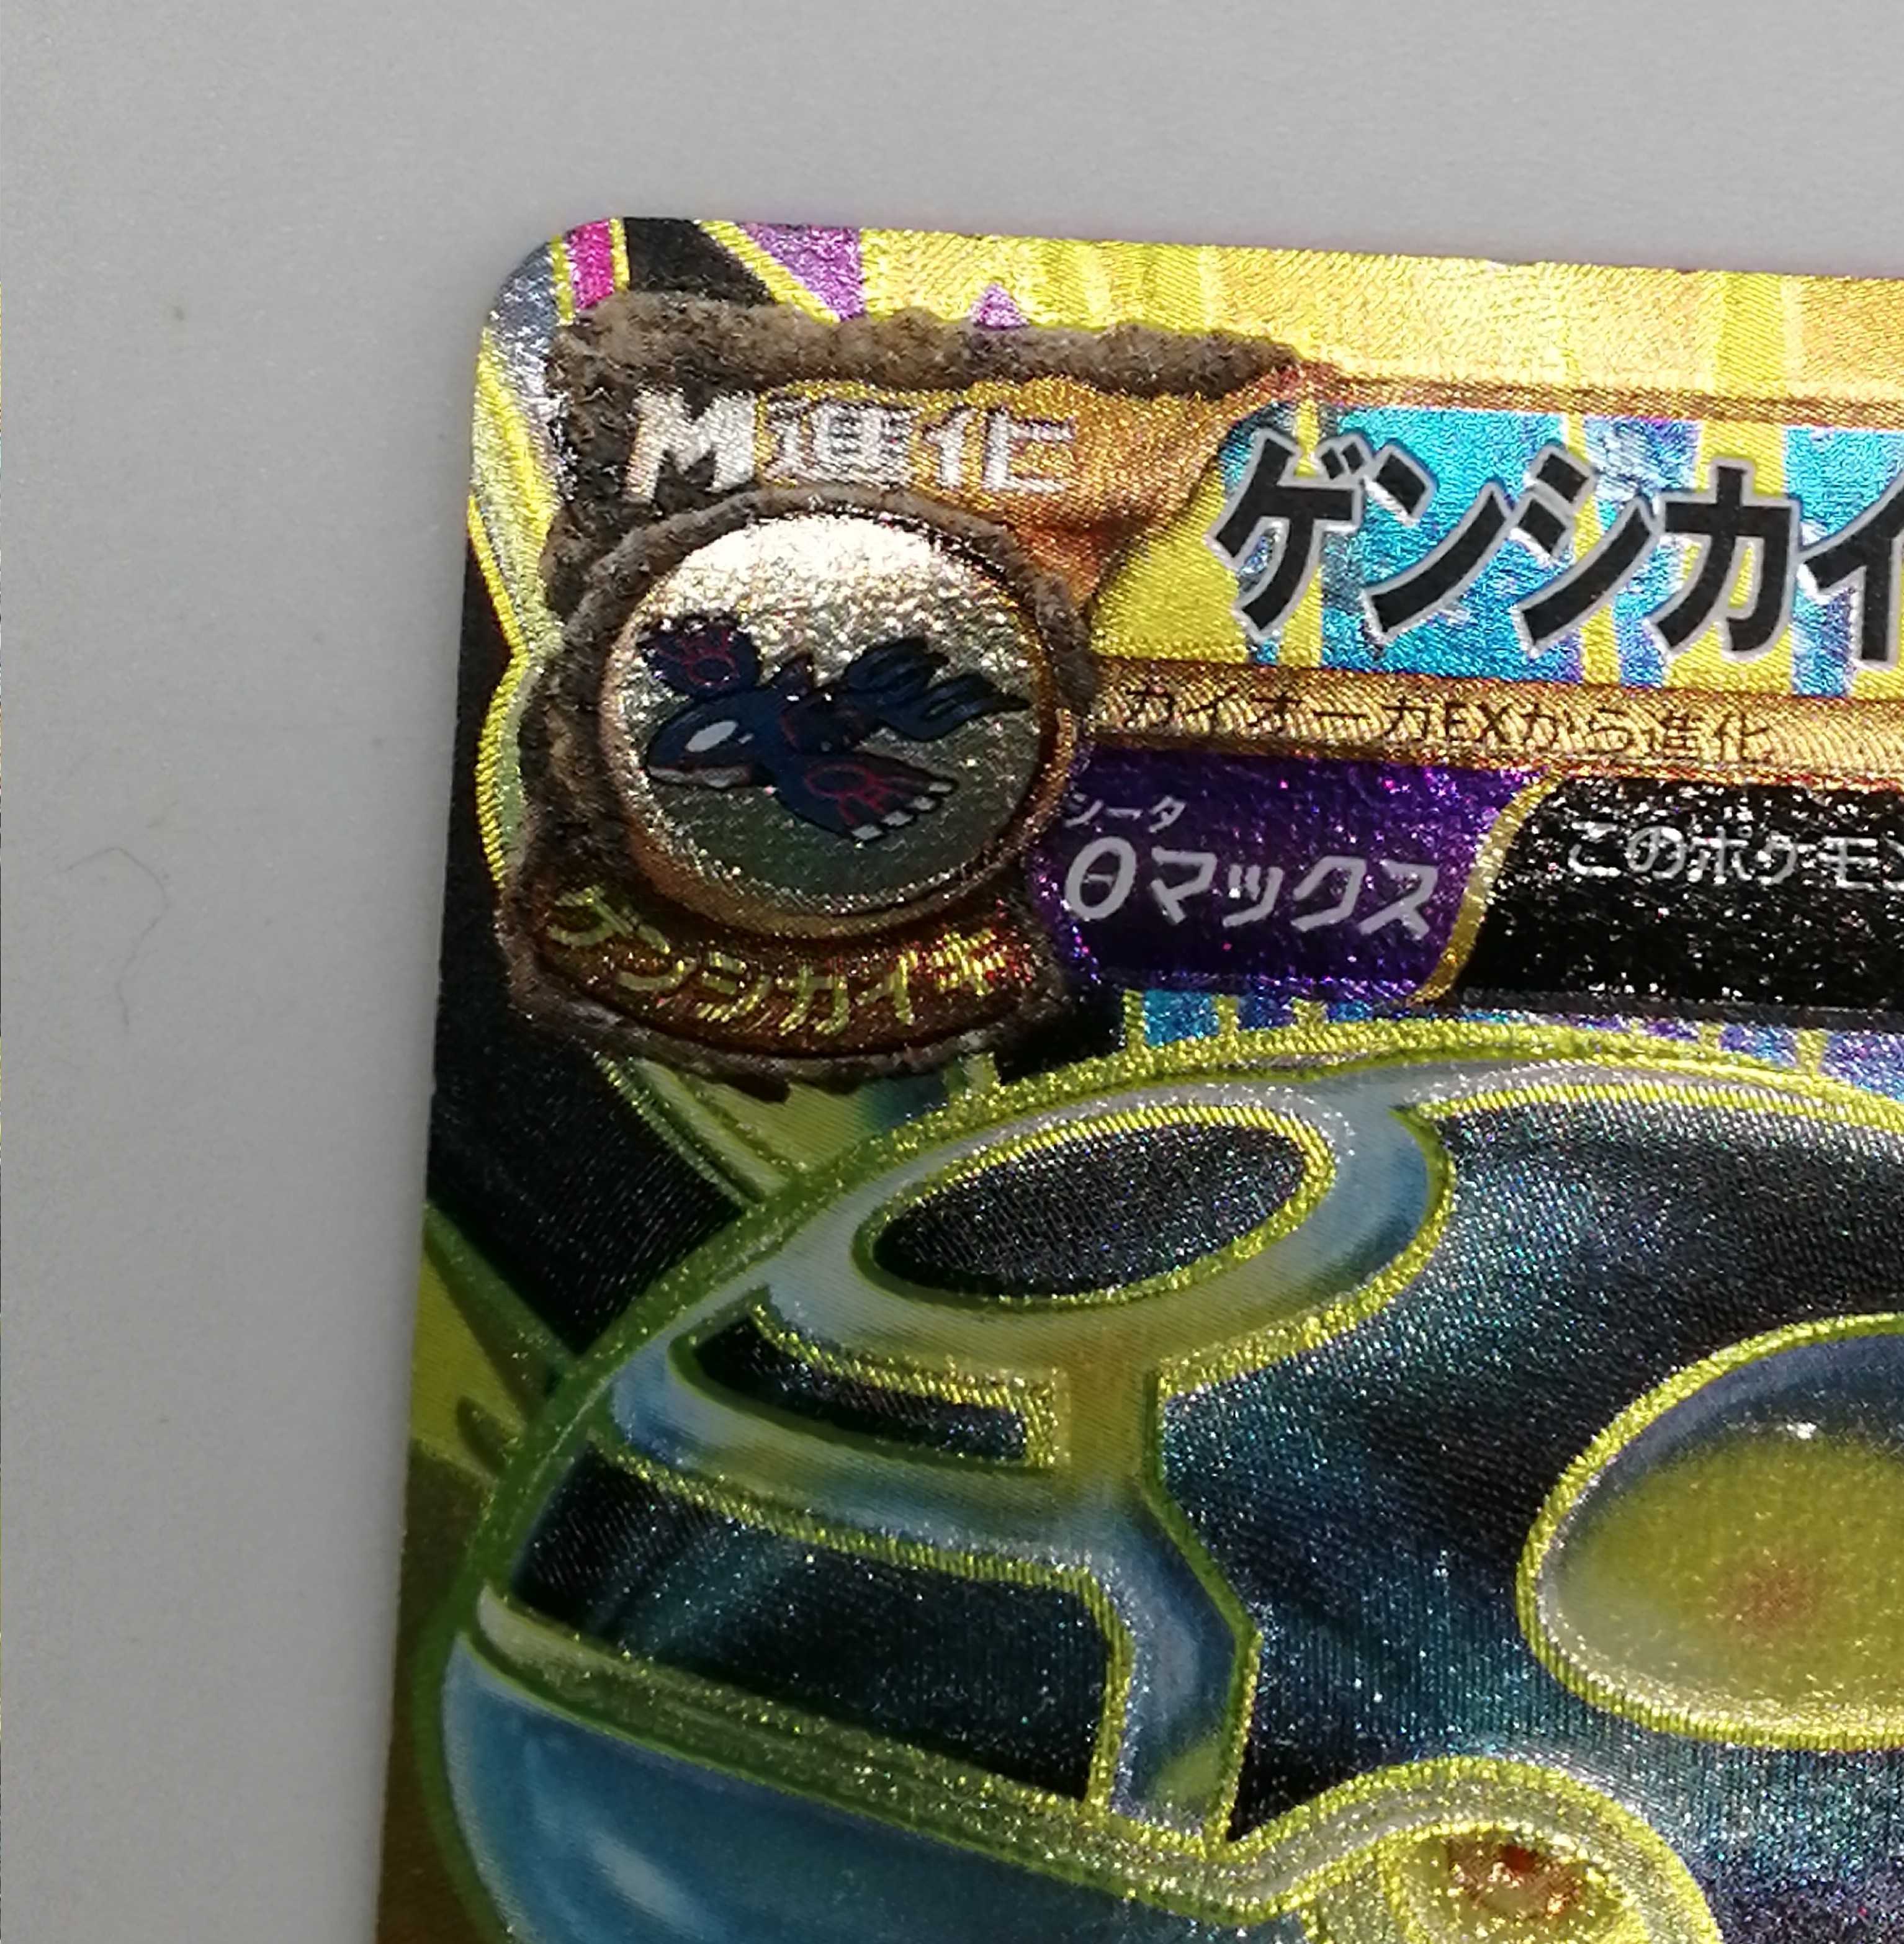 M進化
ゲンシカイ
カイオーガEXから進化
シータ
θマックス
このポケモン
ゲンシカイキ